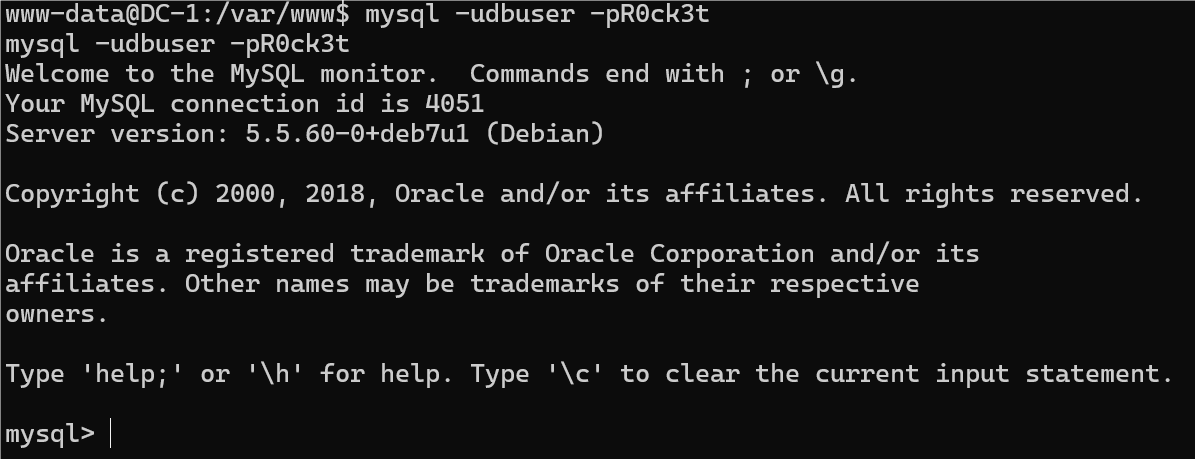 www-data@DC-1:/var/www$ mysql -udbuser -pR0ck3t
mysql -udbuser -pR0ck3t
Welcome to the MySQL monitor.  Commands end with ; or \g.
Your MySQL connection id is 4051
Server version: 5.5.60-0+deb7u1 (Debian)

Copyright (c) 2000, 2018, Oracle and/or its affiliates. All rights reserved.

Oracle is a registered trademark of Oracle Corporation and/or its
affiliates. Other names may be trademarks of their respective
owners.

Type 'help;' or '\h' for help. Type '\c' to clear the current input statement.

mysql>